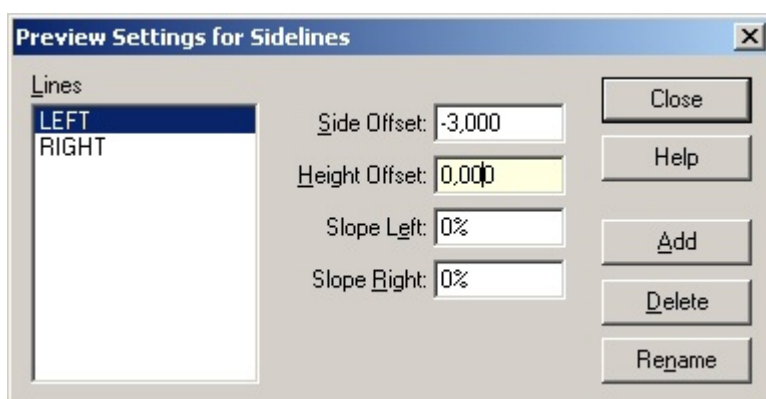 Preview Settings for Sidelines
Lines
LEFT
RIGHT
Side Offset: -3,000
Height Offset: 0,000
Slope Left: 0%
Slope Right: 0%
Close
Help
Add
Delete
Rename